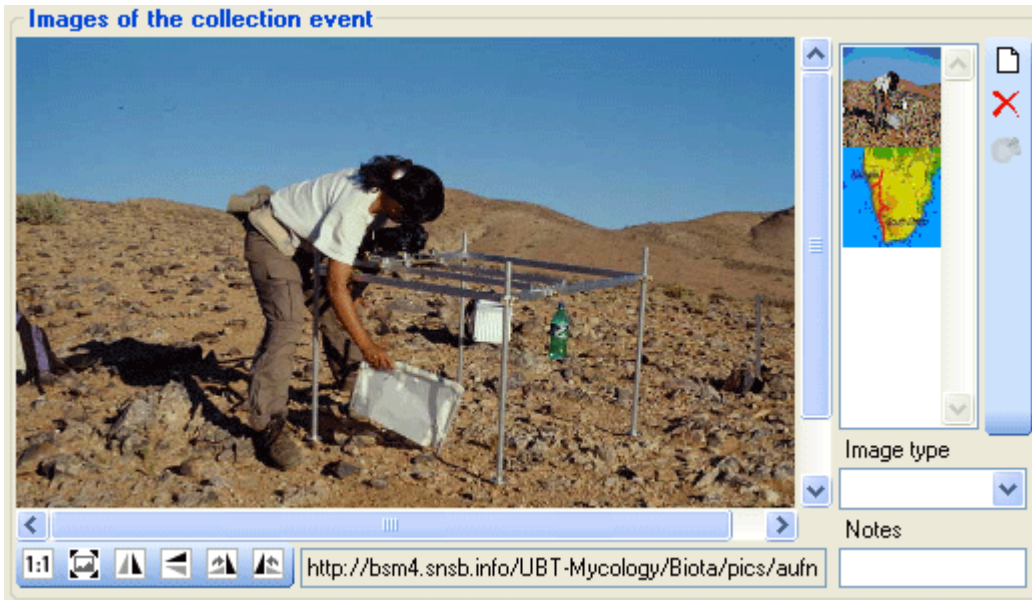 Images of the collection event
Image type
Notes
1:1
http://bsm4.snsb.info/UBT-Mycology/Biota/pics/aufn